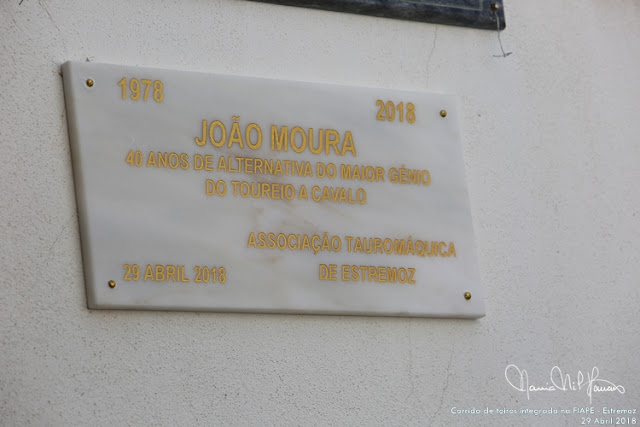 1978 2018
JOÃO MOURA
40 ANOS DE ALTERNATIVA DO MAIOR GÉNIO
DO TOUREIO A CAVALO
ASSOCIAÇÃO TAUROMÁQUICA
29 ABRIL 2018 DE ESTREMOZ
Corrida de toiros integrada na FIAPE - Estremoz
29 Abril 2018